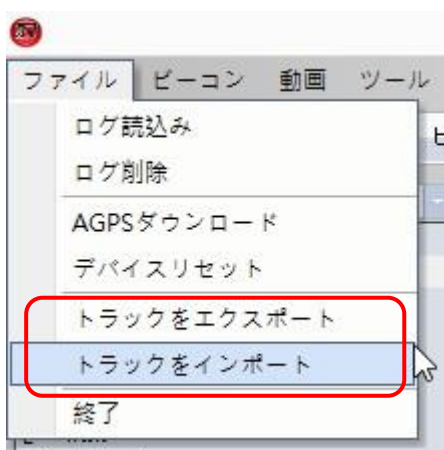 ファイル ビーコン 動画 ツール
ログ読込み
ログ削除
AGPSダウンロード
デバイスリセット
トラックをエクスポート
トラックをインポート
終了